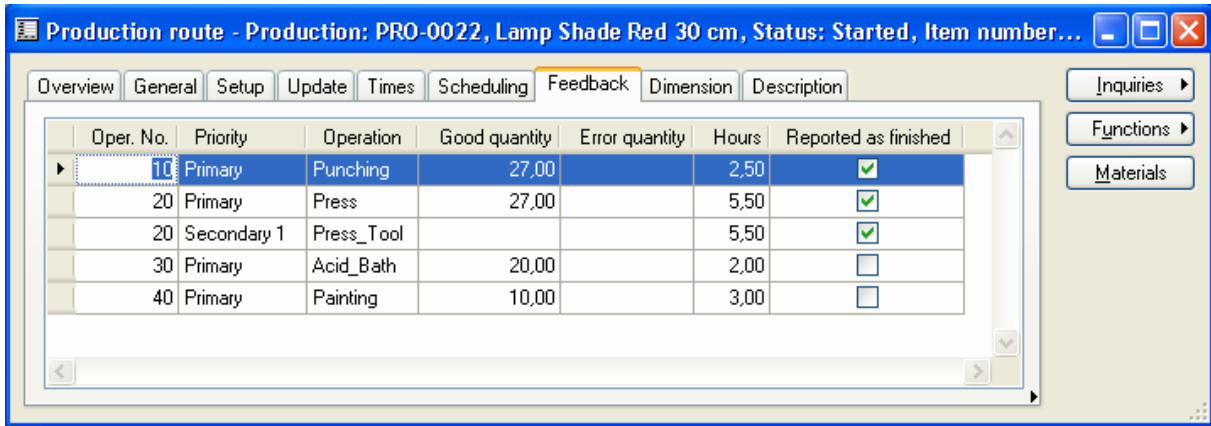 Production route - Production: PRO-0022, Lamp Shade Red 30 cm, Status: Started, Item number...
Overview General Setup Update Times Scheduling Feedback Dimension Description
Inquiries
Functions
Materials
Oper. No. Priority Operation Good quantity Error quantity Hours Reported as finished
10 Primary Punching 27,00 2,50
20 Primary Press 27,00 5,50
20 Secondary 1 Press_Tool 5,50
30 Primary Acid_Bath 20,00 2,00
40 Primary Painting 10,00 3,00